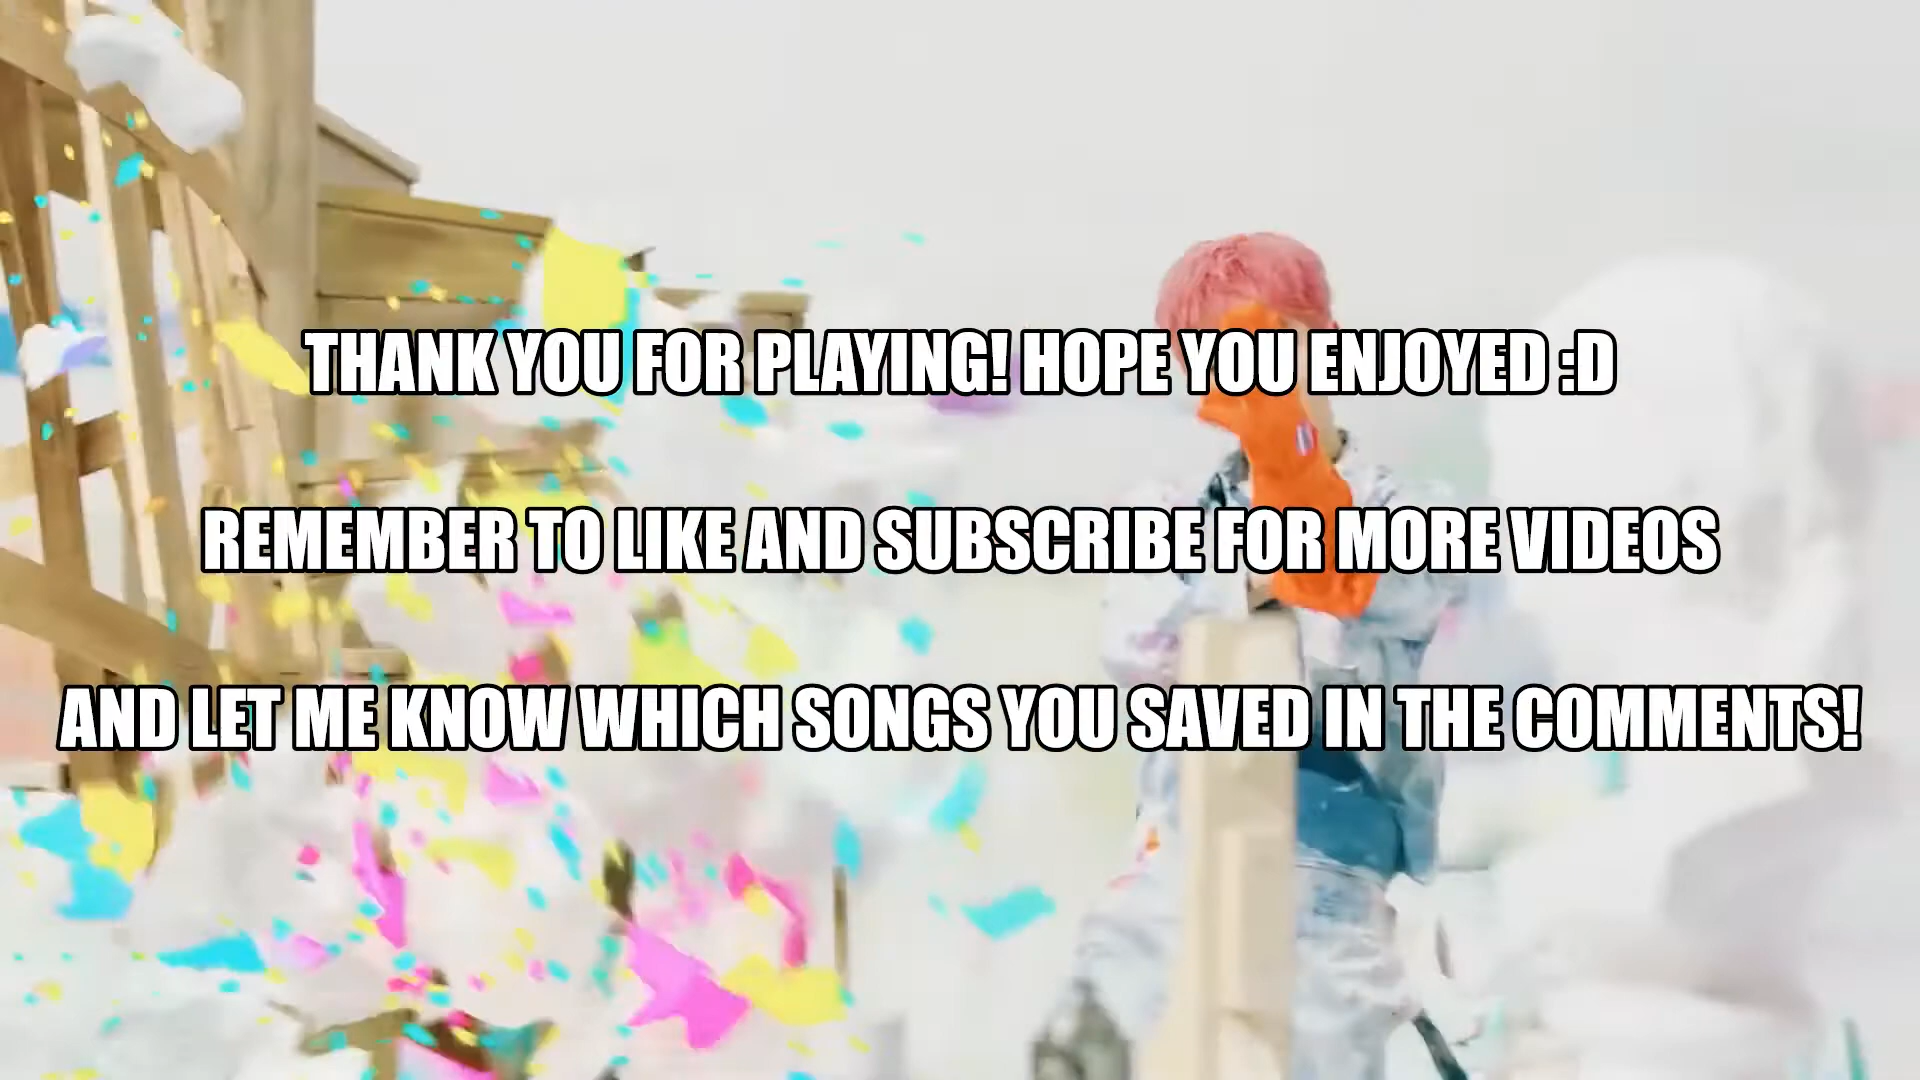 THANK YOU FOR PLAYING! HOPE YOU ENJOYED :D
REMEMBER TO LIKE AND SUBSCRIBE FOR MORE VIDEOS
AND LET ME KNOW WHICH SONGS YOU SAVED IN THE COMMENTS!